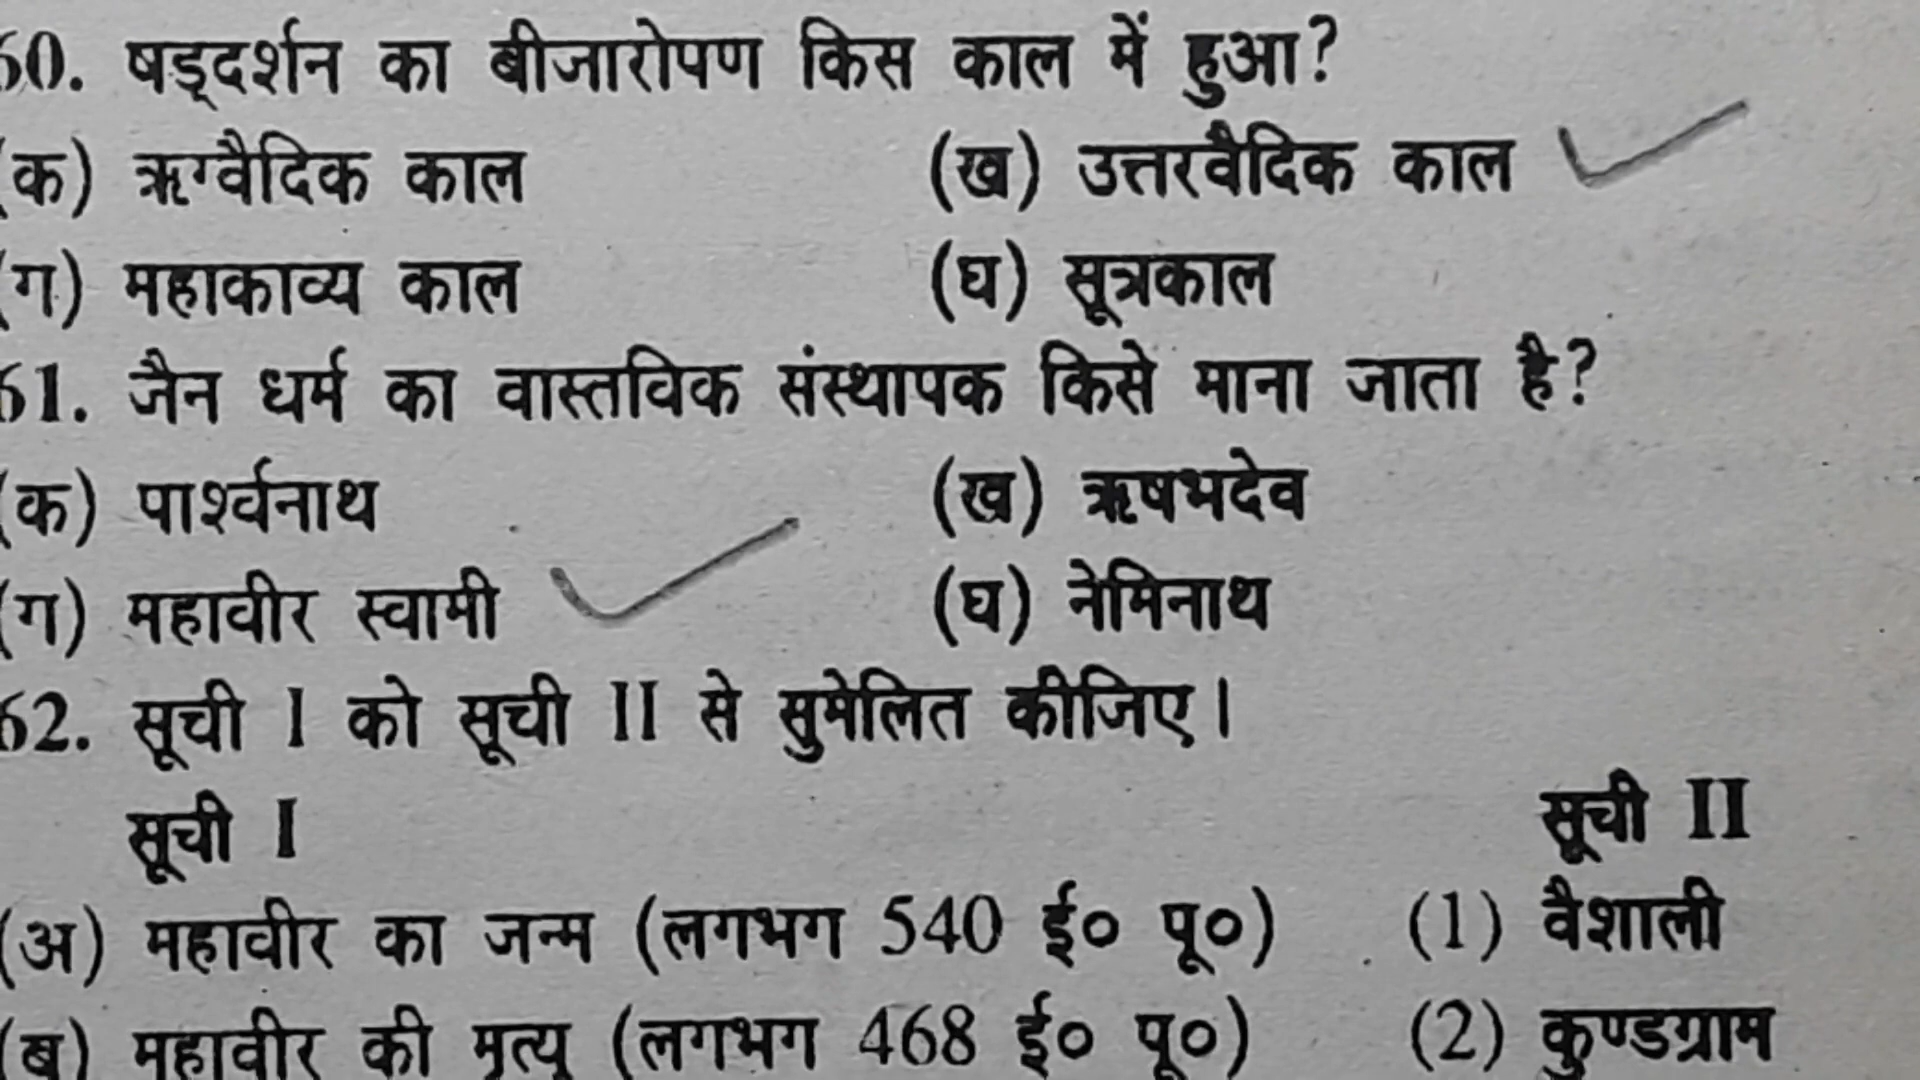 60. षड्दर्शन का बीजारोपण किस काल में हुआ?
(क) ऋग्वैदिक काल (ख) उत्तरवैदिक काल
(ग) महाकाव्य काल (घ) सूत्रकाल
61. जैन धर्म का वास्तविक संस्थापक किसे माना जाता है?
(क) पार्श्वनाथ (ख) ऋषभदेव
(ग) महावीर स्वामी (घ) नेमिनाथ
62. सूची I को सूची II से सुमेलित कीजिए।
सूची I सूची II
(अ) महावीर का जन्म (लगभग 540 ई० पू०) (1) वैशाली
(ब) महावीर की मृत्यु (लगभग 468 ई० पू०) (2) कुण्डग्राम